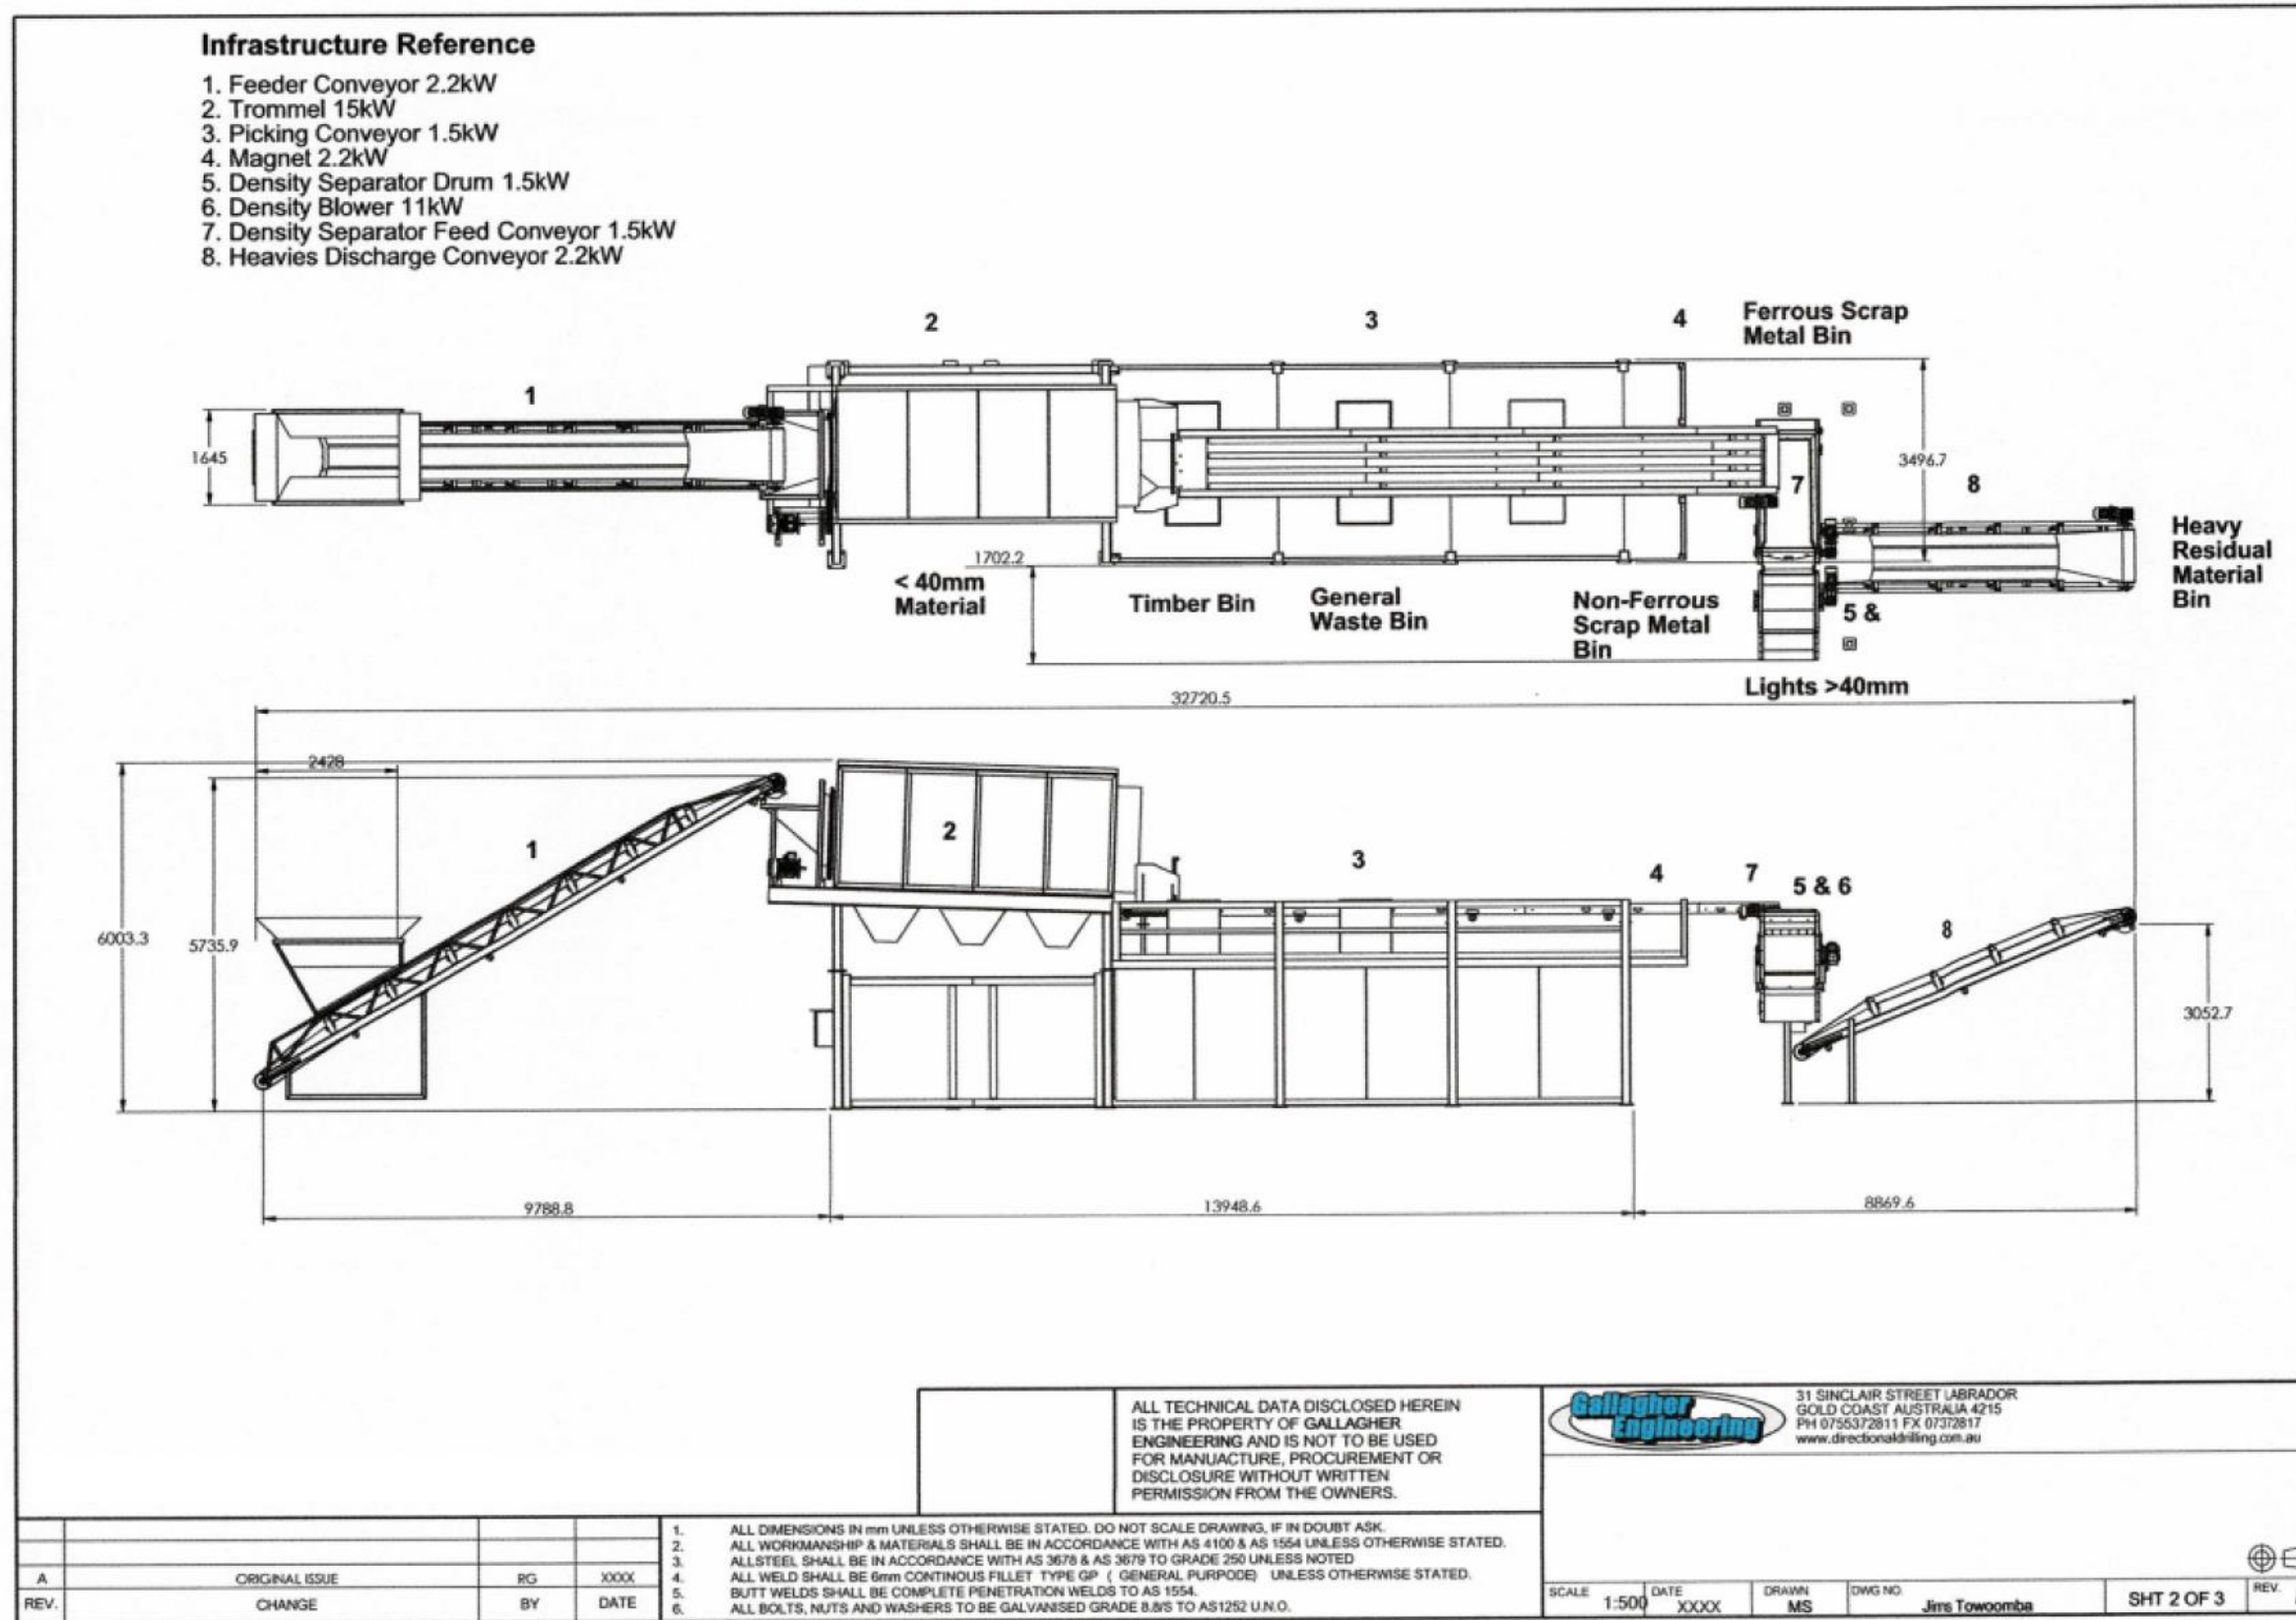 Infrastructure Reference
1. Feeder Conveyor 2.2kW
2. Trommel 15kW
3. Picking Conveyor 1.5kW
4. Magnet 2.2kW
5. Density Separator Drum 1.5kW
6. Density Blower 11kW
7. Density Separator Feed Conveyor 1.5kW
8. Heavies Discharge Conveyor 2.2kW
2
3
4
Ferrous Scrap
Metal Bin
1
1645
3496.7
7
8
Heavy
Residual
Material
Bin
1702.2
< 40mm
Material
Timber Bin
General
Waste Bin
Non-Ferrous
Scrap Metal
Bin
5 &
Lights >40mm
32720.5
2428
1
2
3
4
7
5 & 6
8
6003.3
5735.9
3052.7
9788.8
13948.6
8869.6
ALL TECHNICAL DATA DISCLOSED HEREIN
IS THE PROPERTY OF GALLAGHER
ENGINEERING AND IS NOT TO BE USED
FOR MANUACTURE, PROCUREMENT OR
DISCLOSURE WITHOUT WRITTEN
PERMISSION FROM THE OWNERS.
Gallagher
Engineering
31 SINCLAIR STREET LABRADOR
GOLD COAST AUSTRALIA 4215
PH 0755372811 FX 07372817
www.directionaldrilling.com.au
A ORIGINAL ISSUE RG XXXX
REV. CHANGE BY DATE
1. ALL DIMENSIONS IN mm UNLESS OTHERWISE STATED. DO NOT SCALE DRAWING, IF IN DOUBT ASK.
2. ALL WORKMANSHIP & MATERIALS SHALL BE IN ACCORDANCE WITH AS 4100 & AS 1554 UNLESS OTHERWISE STATED.
3. ALLSTEEL SHALL BE IN ACCORDANCE WITH AS 3678 & AS 3679 TO GRADE 250 UNLESS NOTED
4. ALL WELD SHALL BE 6mm CONTINOUS FILLET TYPE GP ( GENERAL PURPODE) UNLESS OTHERWISE STATED.
5. BUTT WELDS SHALL BE COMPLETE PENETRATION WELDS TO AS 1554.
6. ALL BOLTS, NUTS AND WASHERS TO BE GALVANISED GRADE 8.8/S TO AS1252 U.N.O.
SCALE 1:500 DATE XXXX DRAWN MS DWG NO. Jims Towoomba SHT 2 OF 3 REV.